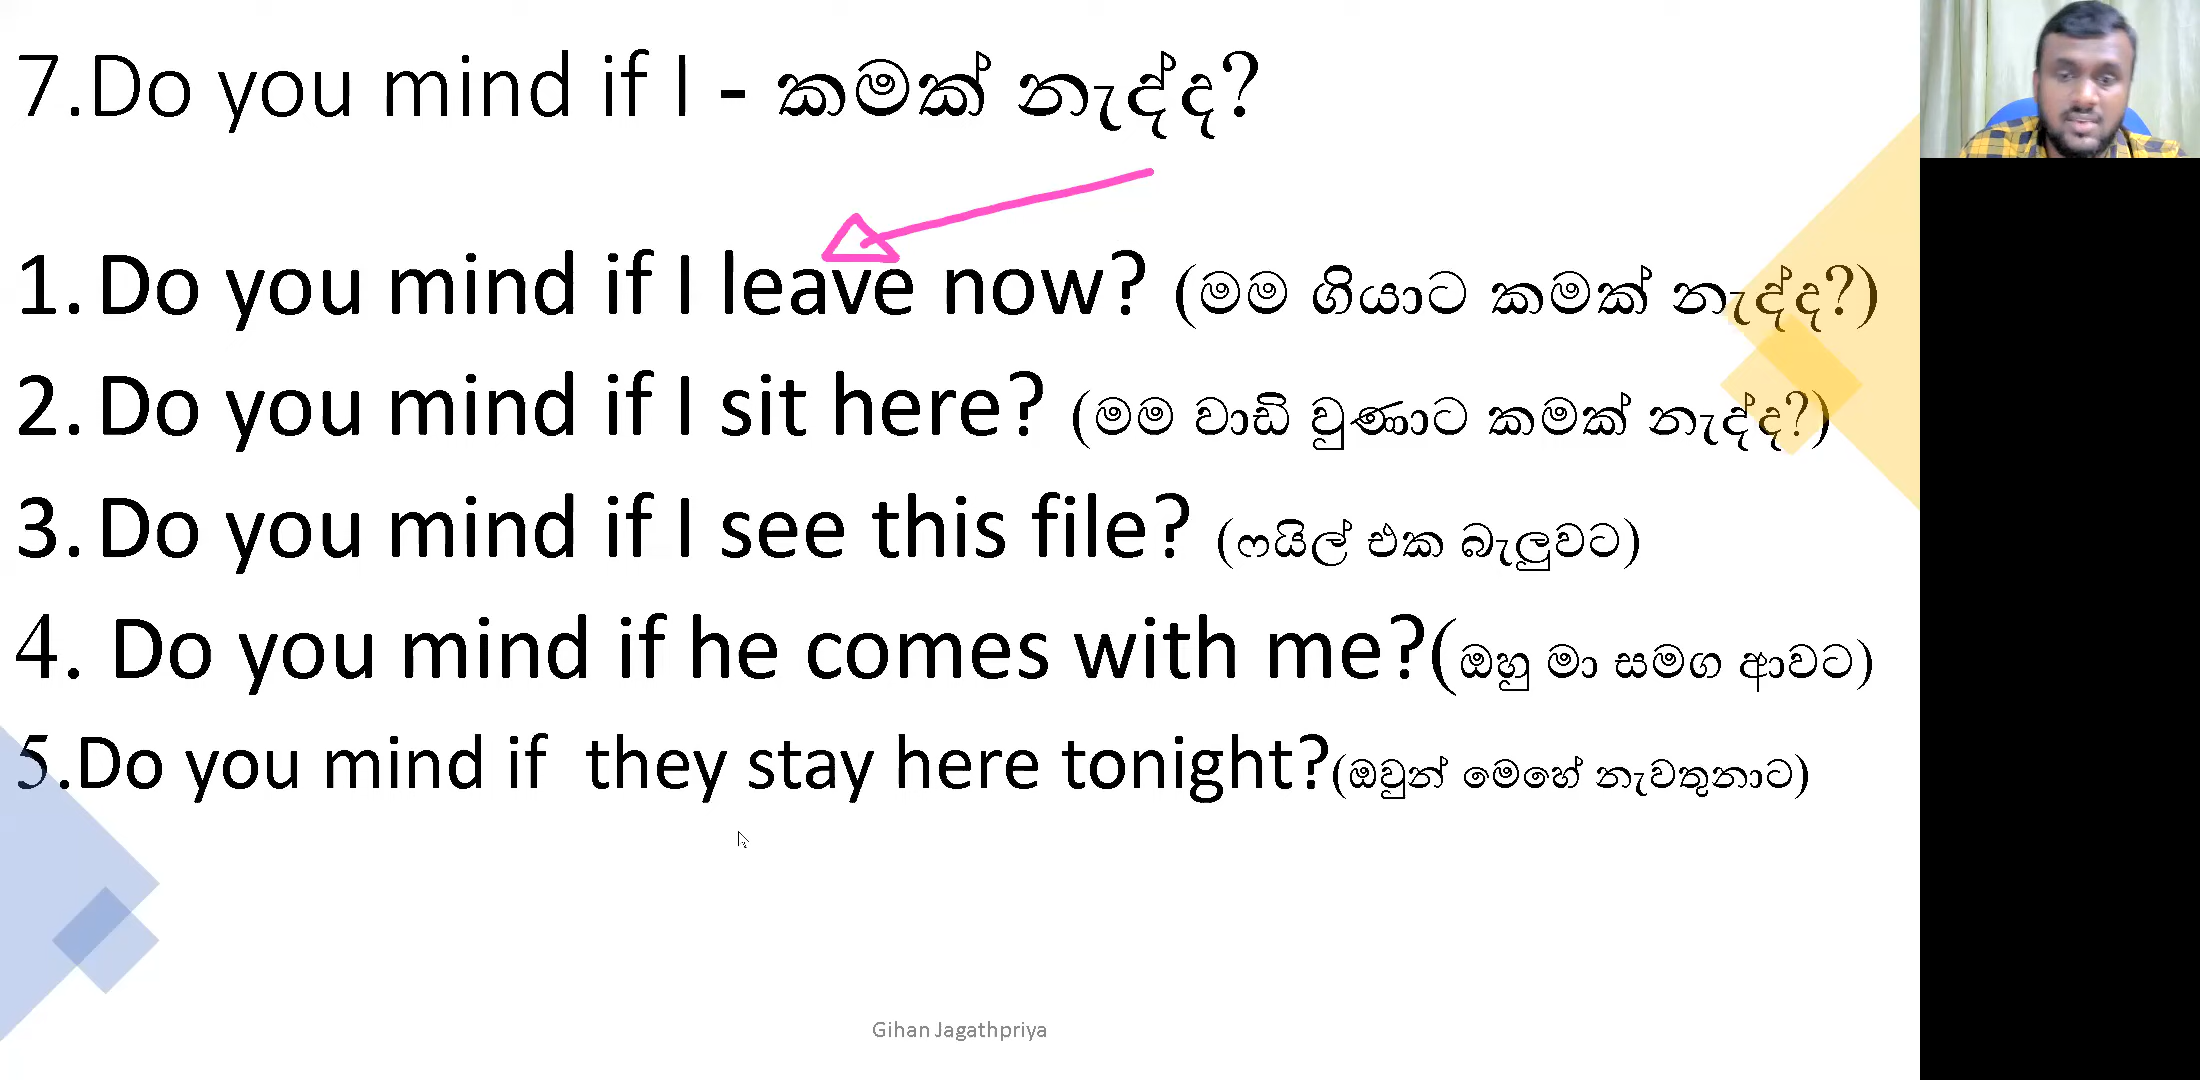 7.Do you mind if I - කමක් නැද්ද?
1. Do you mind if I leave now? (මම ගියාට කමක් නැද්ද?)
2. Do you mind if I sit here? (මම වාඩි වුණාට කමක් නැද්ද?)
3. Do you mind if I see this file? (ෆයිල් එක බැලුවට)
4. Do you mind if he comes with me?(ඔහු මා සමග ආවට)
5.Do you mind if  they stay here tonight?(ඔවුන් මෙහේ නැවතුනාට)
Gihan Jagathpriya